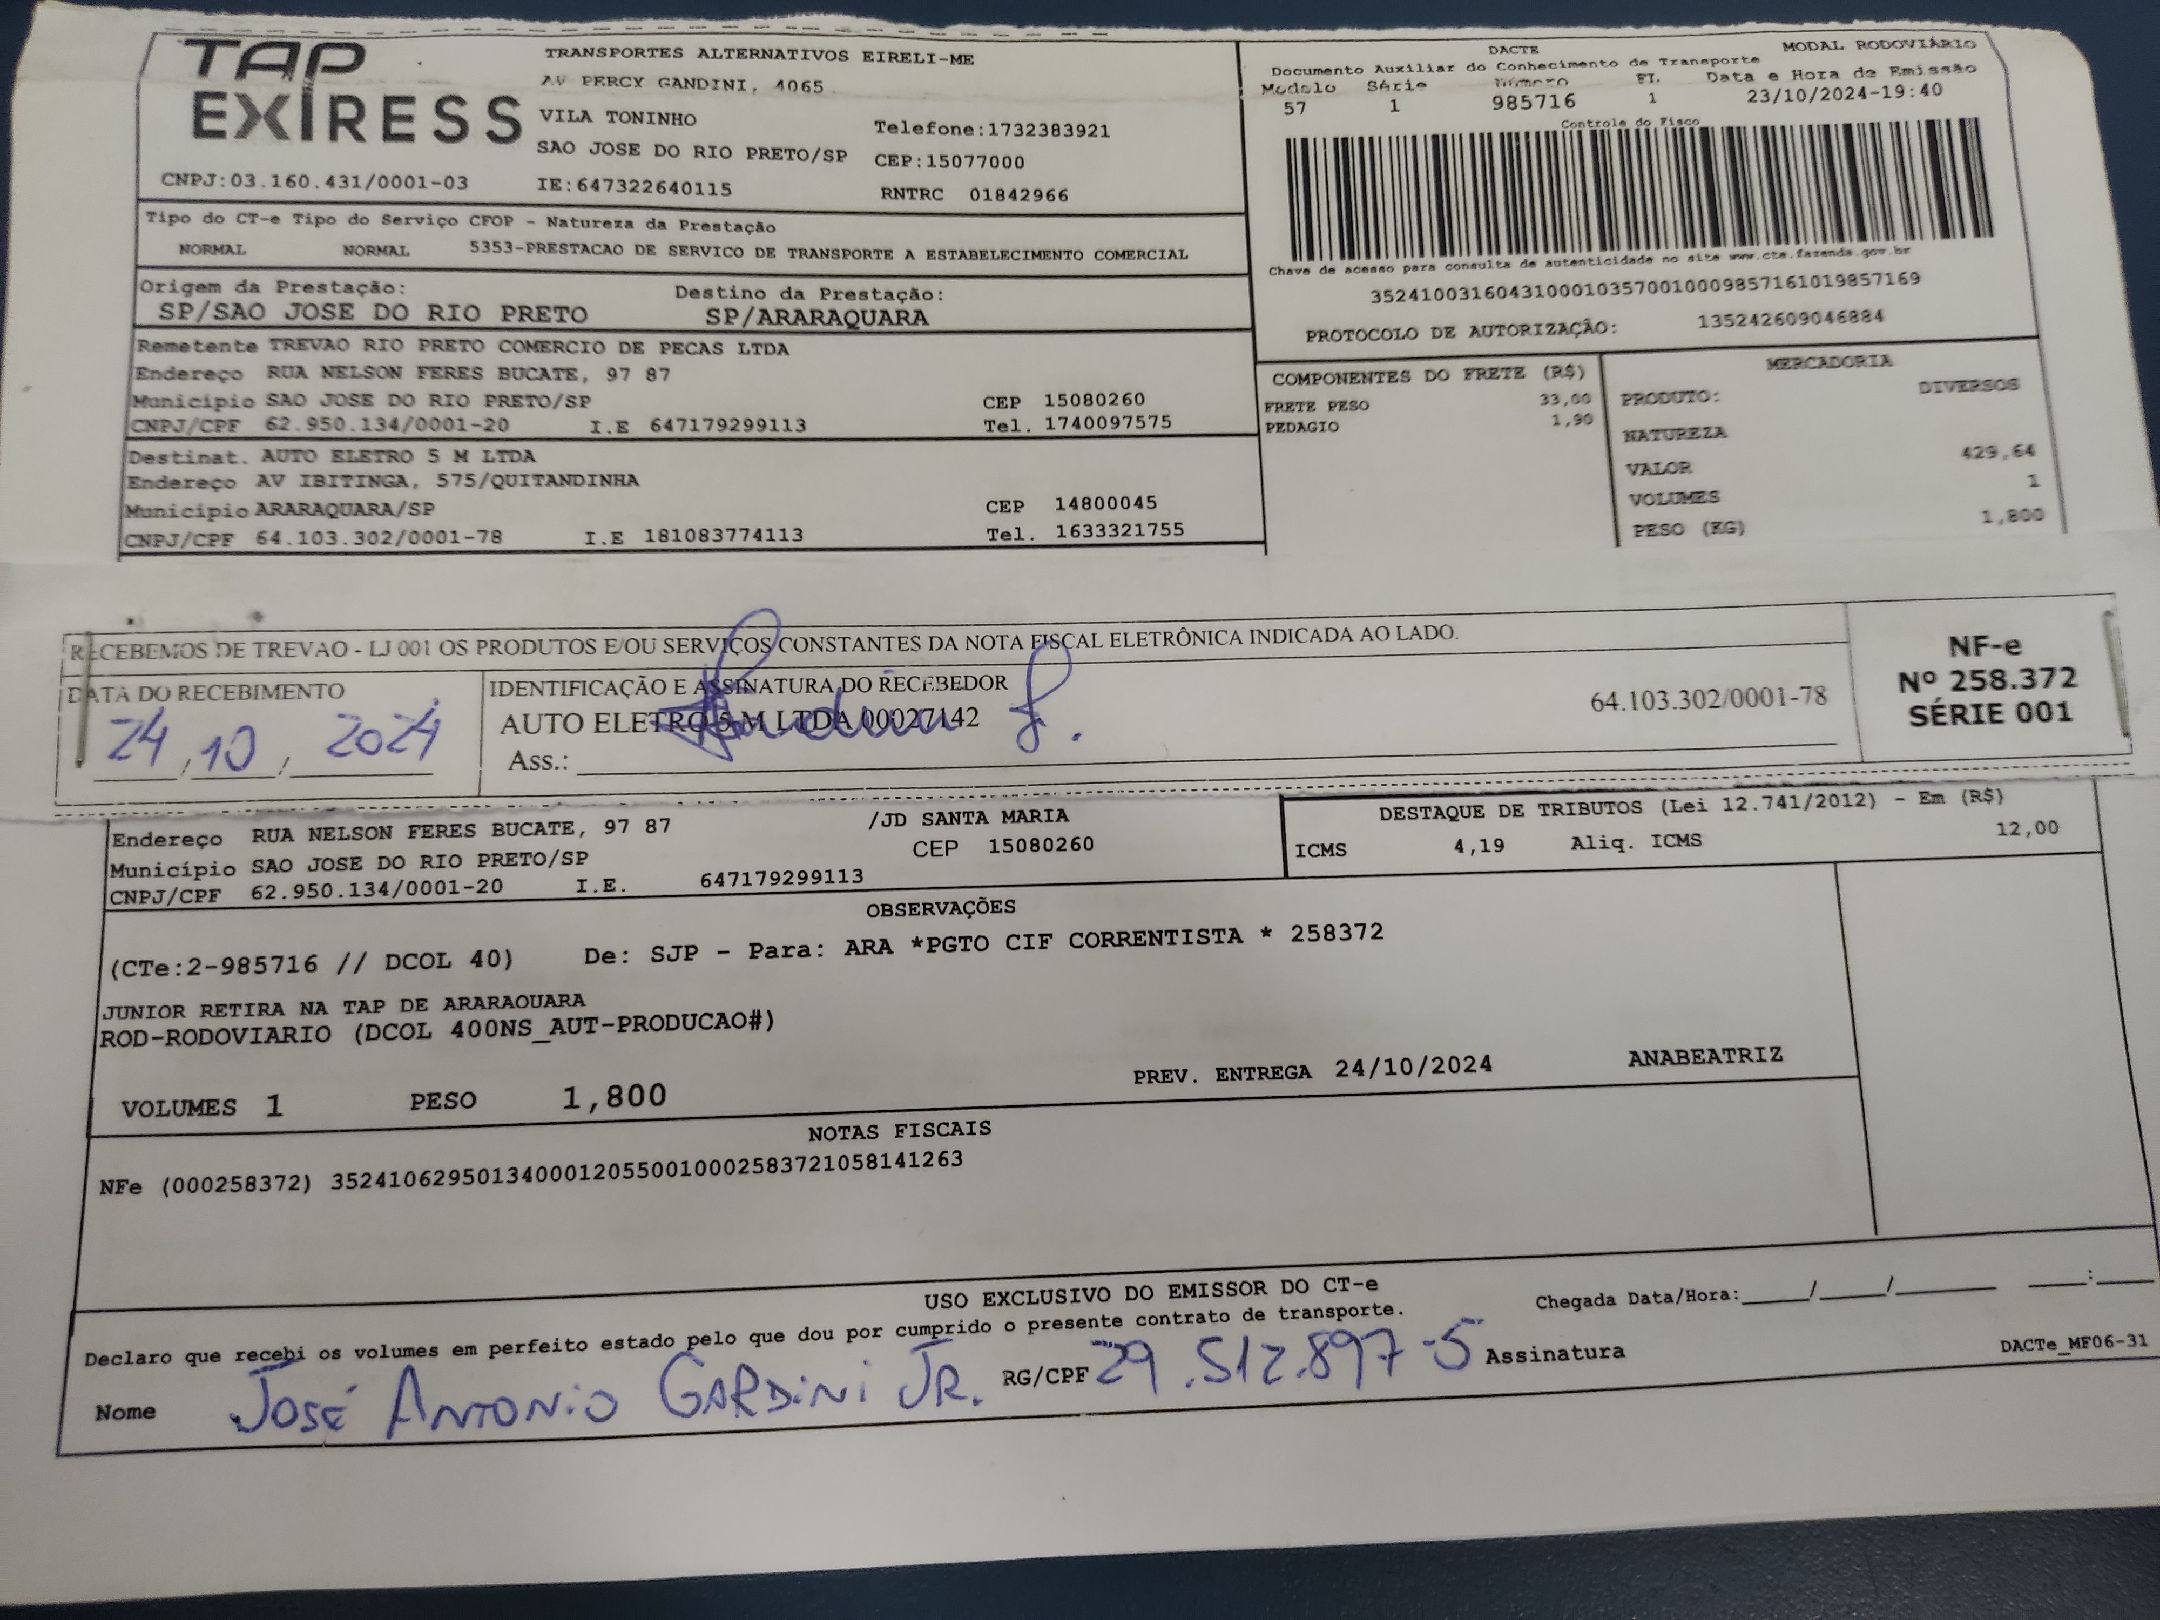 TAP
EXPRESS
TRANSPORTES ALTERNATIVOS EIRELI-ME
AV PERCY GANDINI, 4065
VILA TONINHO
Telefone:1732383921
SAO JOSE DO RIO PRETO/SP CEP:15077000
CNPJ:03.160.431/0001-03 IE:647322640115 RNTRC 01842966
DACTE MODAL RODOVIÁRIO
Documento Auxiliar do Conhecimento de Transporte
Modelo Série Número Fl. Data e Hora de Emissão
57 1 985716 1 23/10/2024-19:40
Controle do Fisco
Chave de acesso para consulta de autenticidade no site www.cte.fazenda.gov.br
35241003160431000103570010009857161019857169
PROTOCOLO DE AUTORIZAÇÃO: 135242609046884
Tipo do CT-e Tipo do Serviço CFOP - Natureza da Prestação
NORMAL NORMAL 5353-PRESTACAO DE SERVICO DE TRANSPORTE A ESTABELECIMENTO COMERCIAL
Origem da Prestação: Destino da Prestação:
SP/SAO JOSE DO RIO PRETO SP/ARARAQUARA
Remetente TREVAO RIO PRETO COMERCIO DE PECAS LTDA
Endereço RUA NELSON FERES BUCATE, 97 87
Município SAO JOSE DO RIO PRETO/SP CEP 15080260
CNPJ/CPF 62.950.134/0001-20 I.E 647179299113 Tel. 1740097575
Destinat. AUTO ELETRO 5 M LTDA
Endereço AV IBITINGA, 575/QUITANDINHA
Município ARARAQUARA/SP CEP 14800045
CNPJ/CPF 64.103.302/0001-78 I.E 181083774113 Tel. 1633321755
COMPONENTES DO FRETE (R$)
FRETE PESO 33,00
PEDAGIO 1,90
MERCADORIA
PRODUTO: DIVERSOS
NATUREZA
VALOR 429,64
VOLUMES 1
PESO (KG) 1,800
RECEBEMOS DE TREVAO - LJ 001 OS PRODUTOS E/OU SERVIÇOS CONSTANTES DA NOTA FISCAL ELETRÔNICA INDICADA AO LADO.
DATA DO RECEBIMENTO
24,10, 2024
IDENTIFICAÇÃO E ASSINATURA DO RECEBEDOR
AUTO ELETRO 5 M LTDA 00027142
64.103.302/0001-78
Ass.:
NF-e
Nº 258.372
SÉRIE 001
Endereço RUA NELSON FERES BUCATE, 97 87 /JD SANTA MARIA
Município SAO JOSE DO RIO PRETO/SP CEP 15080260
CNPJ/CPF 62.950.134/0001-20 I.E. 647179299113
DESTAQUE DE TRIBUTOS (Lei 12.741/2012) - Em (R$)
ICMS 4,19 Aliq. ICMS 12,00
OBSERVAÇÕES
(CTe:2-985716 // DCOL 40) De: SJP - Para: ARA *PGTO CIF CORRENTISTA * 258372
JUNIOR RETIRA NA TAP DE ARARAQUARA
ROD-RODOVIARIO (DCOL 400NS_AUT-PRODUCAO#)
VOLUMES 1 PESO 1,800 PREV. ENTREGA 24/10/2024 ANABEATRIZ
NOTAS FISCAIS
NFe (000258372) 35241062950134000120550010002583721058141263
USO EXCLUSIVO DO EMISSOR DO CT-e
Declaro que recebi os volumes em perfeito estado pelo que dou por cumprido o presente contrato de transporte.
Chegada Data/Hora:_____/_____/________ ____:____
Nome JOSÉ ANTONIO GARDINI JR. RG/CPF 29.512.897-5 Assinatura
DACTe_MF06-31